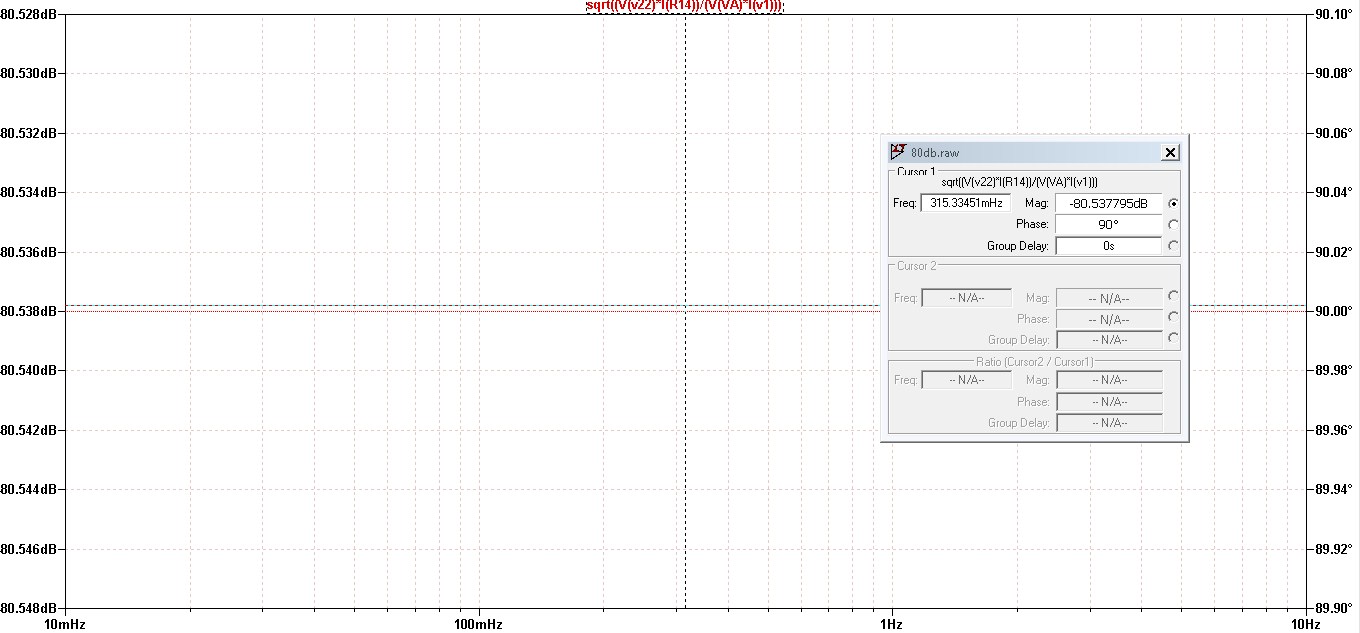 sqrt((V(v22)*I(R14))/(V(VA)*I(v1)))
80.528dB
80.530dB
80.532dB
80.534dB
80.536dB
80.538dB
80.540dB
80.542dB
80.544dB
80.546dB
80.548dB
90.10°
90.08°
90.06°
90.04°
90.02°
90.00°
89.98°
89.96°
89.94°
89.92°
89.90°
10mHz
100mHz
1Hz
10Hz
80db.raw
Cursor 1
sqrt((V(v22)*I(R14))/(V(VA)*I(v1)))
Freq: 315.33451mHz Mag: -80.537795dB
Phase: 90°
Group Delay: 0s
Cursor 2
Freq: -- N/A-- Mag: -- N/A--
Phase: -- N/A--
Group Delay: -- N/A--
Ratio (Cursor2 / Cursor1)
Freq: -- N/A-- Mag: -- N/A--
Phase: -- N/A--
Group Delay: -- N/A--